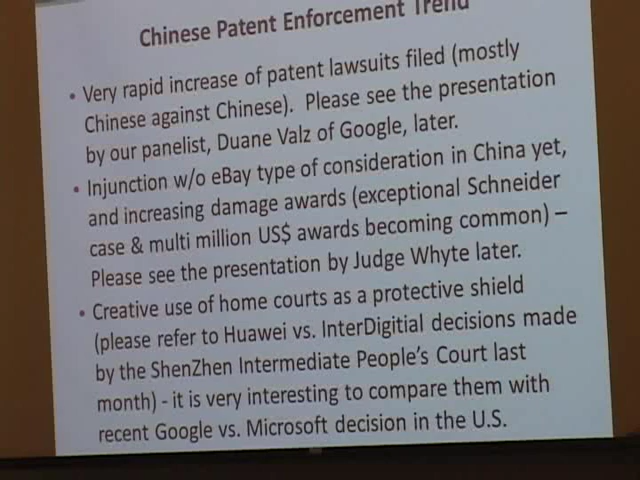 Chinese Patent Enforcement Trend
• Very rapid increase of patent lawsuits filed (mostly
Chinese against Chinese). Please see the presentation
by our panelist, Duane Valz of Google, later.
• Injunction w/o eBay type of consideration in China yet,
and increasing damage awards (exceptional Schneider
case & multi million US$ awards becoming common) –
Please see the presentation by Judge Whyte later.
• Creative use of home courts as a protective shield
(please refer to Huawei vs. InterDigitial decisions made
by the ShenZhen Intermediate People's Court last
month) - it is very interesting to compare them with
recent Google vs. Microsoft decision in the U.S.